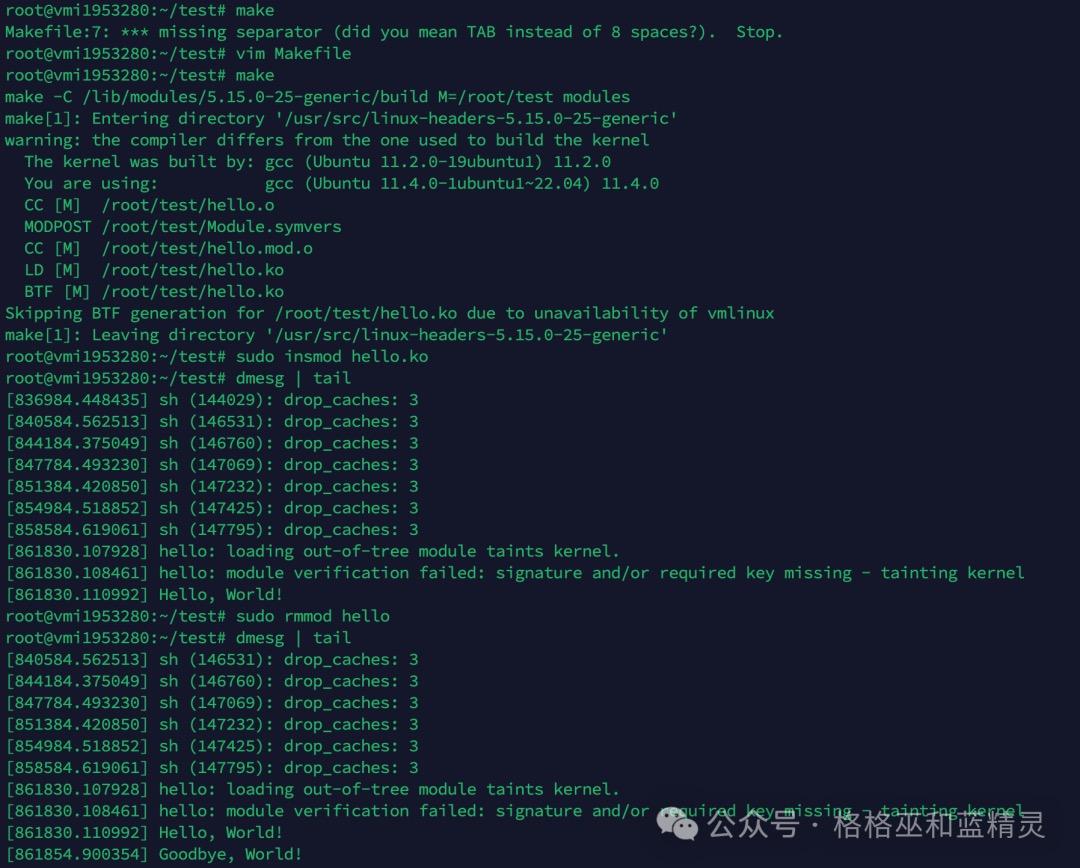 root@vmi1953280:~/test# make
Makefile:7: *** missing separator (did you mean TAB instead of 8 spaces?).  Stop.
root@vmi1953280:~/test# vim Makefile
root@vmi1953280:~/test# make
make -C /lib/modules/5.15.0-25-generic/build M=/root/test modules
make[1]: Entering directory '/usr/src/linux-headers-5.15.0-25-generic'
warning: the compiler differs from the one used to build the kernel
  The kernel was built by: gcc (Ubuntu 11.2.0-19ubuntu1) 11.2.0
  You are using:           gcc (Ubuntu 11.4.0-1ubuntu1~22.04) 11.4.0
  CC [M]  /root/test/hello.o
  MODPOST /root/test/Module.symvers
  CC [M]  /root/test/hello.mod.o
  LD [M]  /root/test/hello.ko
  BTF [M] /root/test/hello.ko
Skipping BTF generation for /root/test/hello.ko due to unavailability of vmlinux
make[1]: Leaving directory '/usr/src/linux-headers-5.15.0-25-generic'
root@vmi1953280:~/test# sudo insmod hello.ko
root@vmi1953280:~/test# dmesg | tail
[836984.448435] sh (144029): drop_caches: 3
[840584.562513] sh (146531): drop_caches: 3
[844184.375049] sh (146760): drop_caches: 3
[847784.493230] sh (147069): drop_caches: 3
[851384.420850] sh (147232): drop_caches: 3
[854984.518852] sh (147425): drop_caches: 3
[858584.619061] sh (147795): drop_caches: 3
[861830.107928] hello: loading out-of-tree module taints kernel.
[861830.108461] hello: module verification failed: signature and/or required key missing - tainting kernel
[861830.110992] Hello, World!
root@vmi1953280:~/test# sudo rmmod hello
root@vmi1953280:~/test# dmesg | tail
[840584.562513] sh (146531): drop_caches: 3
[844184.375049] sh (146760): drop_caches: 3
[847784.493230] sh (147069): drop_caches: 3
[851384.420850] sh (147232): drop_caches: 3
[854984.518852] sh (147425): drop_caches: 3
[858584.619061] sh (147795): drop_caches: 3
[861830.107928] hello: loading out-of-tree module taints kernel.
[861830.108461] hello: module verification failed: signature and/or required key missing - tainting kernel
[861830.110992] Hello, World!
公众号 · 格格巫和蓝精灵
[861854.900354] Goodbye, World!